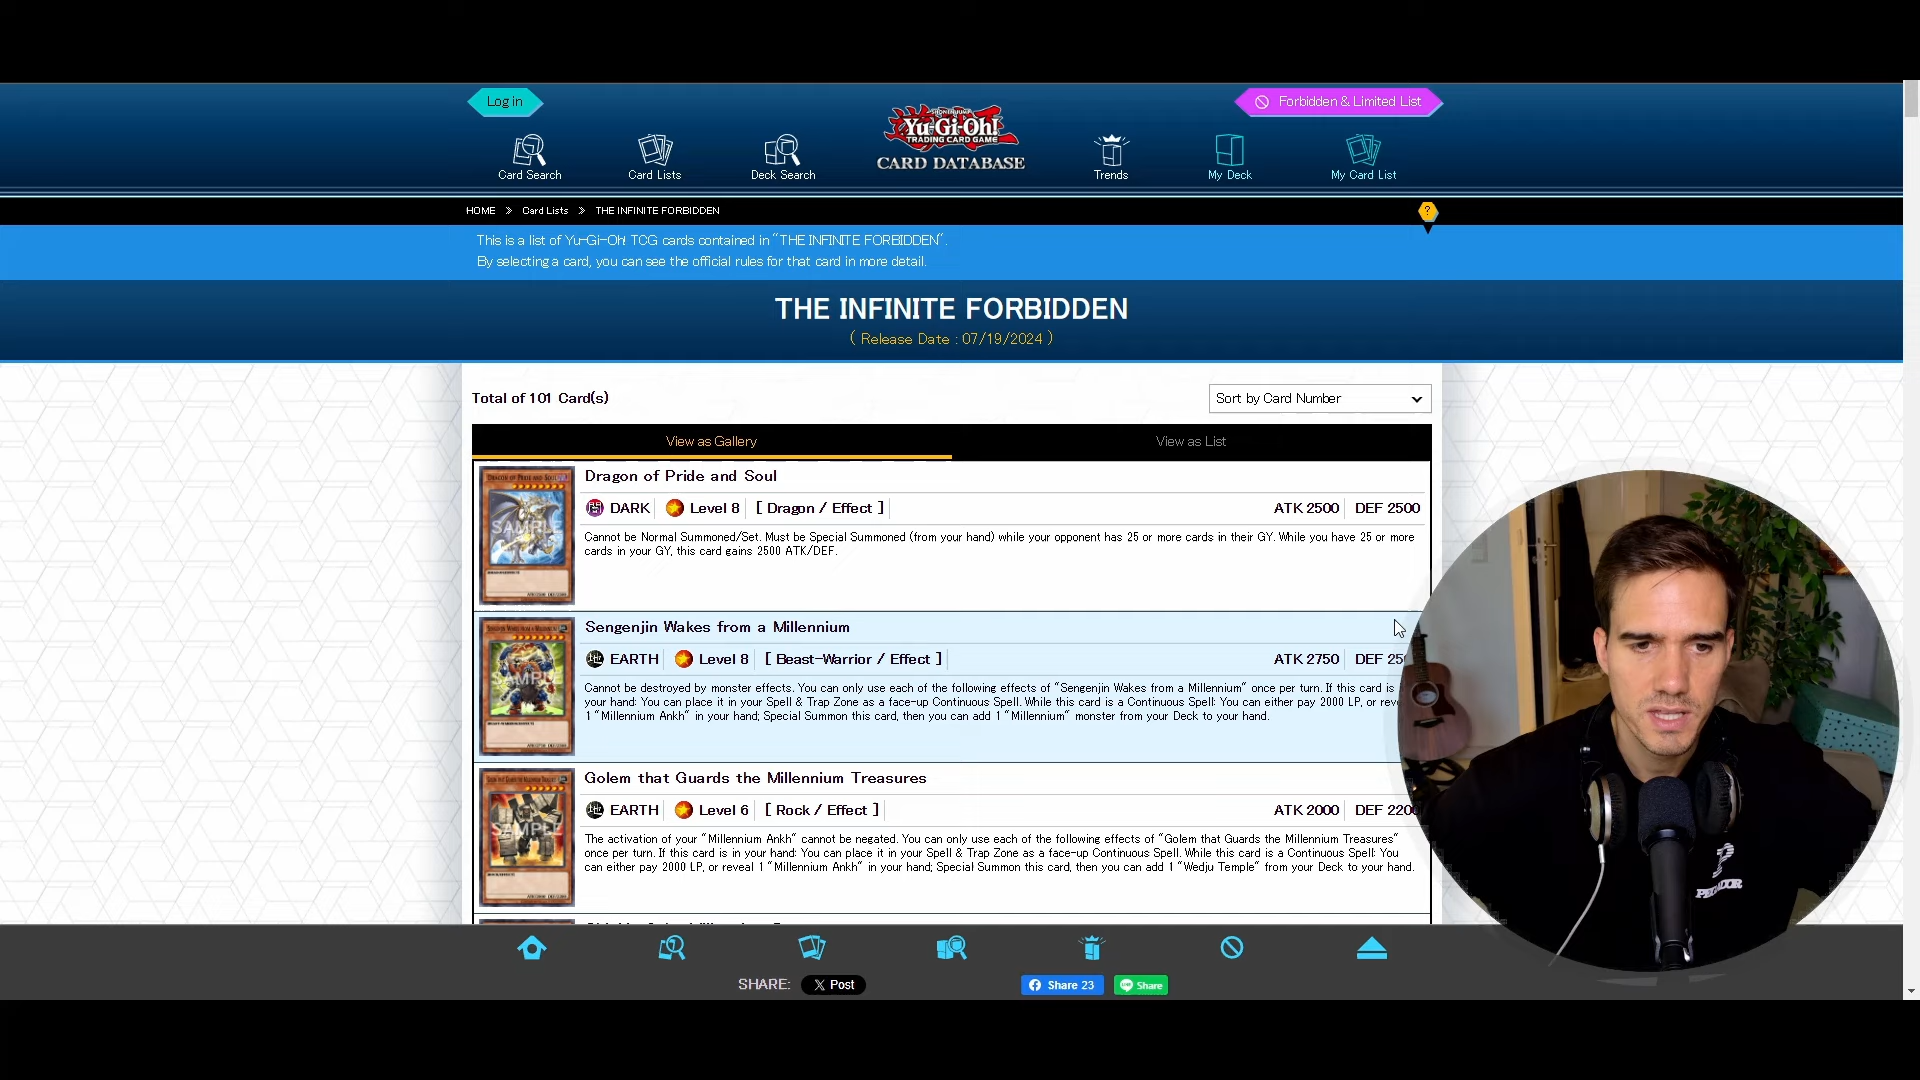 Log in
Forbidden & Limited List
Yu-Gi-Oh!
TRADING CARD GAME
CARD DATABASE
Card Search
Card Lists
Deck Search
Trends
My Deck
My Card List
HOME » Card Lists » THE INFINITE FORBIDDEN
?
This is a list of Yu-Gi-Oh! TCG cards contained in "THE INFINITE FORBIDDEN".
By selecting a card, you can see the official rules for that card in more detail.
THE INFINITE FORBIDDEN
( Release Date : 07/19/2024 )
Total of 101 Card(s)
Sort by Card Number
View as Gallery
View as List
Dragon of Pride and Soul
DARK Level 8 [ Dragon / Effect ] ATK 2500 DEF 2500
Cannot be Normal Summoned/Set. Must be Special Summoned (from your hand) while your opponent has 25 or more cards in their GY. While you have 25 or more
cards in your GY, this card gains 2500 ATK/DEF.
SAMPLE
Sengenjin Wakes from a Millennium
EARTH Level 8 [ Beast-Warrior / Effect ] ATK 2750 DEF 25
Cannot be destroyed by monster effects. You can only use each of the following effects of "Sengenjin Wakes from a Millennium" once per turn. If this card is
your hand: You can place it in your Spell & Trap Zone as a face-up Continuous Spell. While this card is a Continuous Spell: You can either pay 2000 LP, or reve
1 "Millennium Ankh" in your hand; Special Summon this card, then you can add 1 "Millennium" monster from your Deck to your hand.
SAMPLE
Golem that Guards the Millennium Treasures
EARTH Level 6 [ Rock / Effect ] ATK 2000 DEF 2200
The activation of your "Millennium Ankh" cannot be negated. You can only use each of the following effects of "Golem that Guards the Millennium Treasures"
once per turn. If this card is in your hand: You can place it in your Spell & Trap Zone as a face-up Continuous Spell. While this card is a Continuous Spell: You
can either pay 2000 LP, or reveal 1 "Millennium Ankh" in your hand; Special Summon this card, then you can add 1 "Wedju Temple" from your Deck to your hand.
SAMPLE
SHARE:
X Post
Share 23
Share